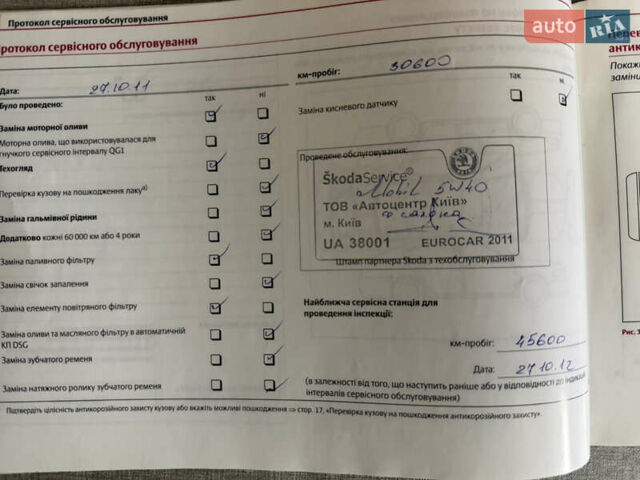 Протокол сервісного обслуговування
auto RIA .com
Протокол сервісного обслуговування
Дата: 27.10.11
км-пробіг: 30600
так ні
так ні
Було проведено:
Заміна моторної оливи
Заміна кисневого датчику
Моторна олива, що використовувалася для
гнучкого сервісного інтервалу QG1
Техогляд
Перевірка кузову на пошкодження лаку
Заміна гальмівної рідини
Додатково кожні 60 000 км або 4 роки
Заміна паливного фільтру
Заміна свічок запалення
Заміна елементу повітряного фільтру
Заміна оливи та масляного фільтру в автоматичній
КП DSG
Заміна зубчатого ременя
Заміна натяжного ролику зубчатого ременя
Проведене обслуговування:
ŠkodaService®
Mobil 5W40
ТОВ «Автоцентр Київ»
м. Київ
UA 38001 EUROCAR 2011
Штамп партнера Skoda з техобслуговування
Найближча сервісна станція для
проведення інспекції:
км-пробіг: 45600
Дата: 27.10.12
(в залежності від того, що наступить раніше або у відповідності до індикації
інтервалів сервісного обслуговування)
Підтвердіть цілісність антикорозійного захисту кузову або вкажіть можливі пошкодження ⇒ стор. 17, «Перевірка кузову на пошкодження антикорозійного захисту».
антик
Покажч
заміни
Рис. 3